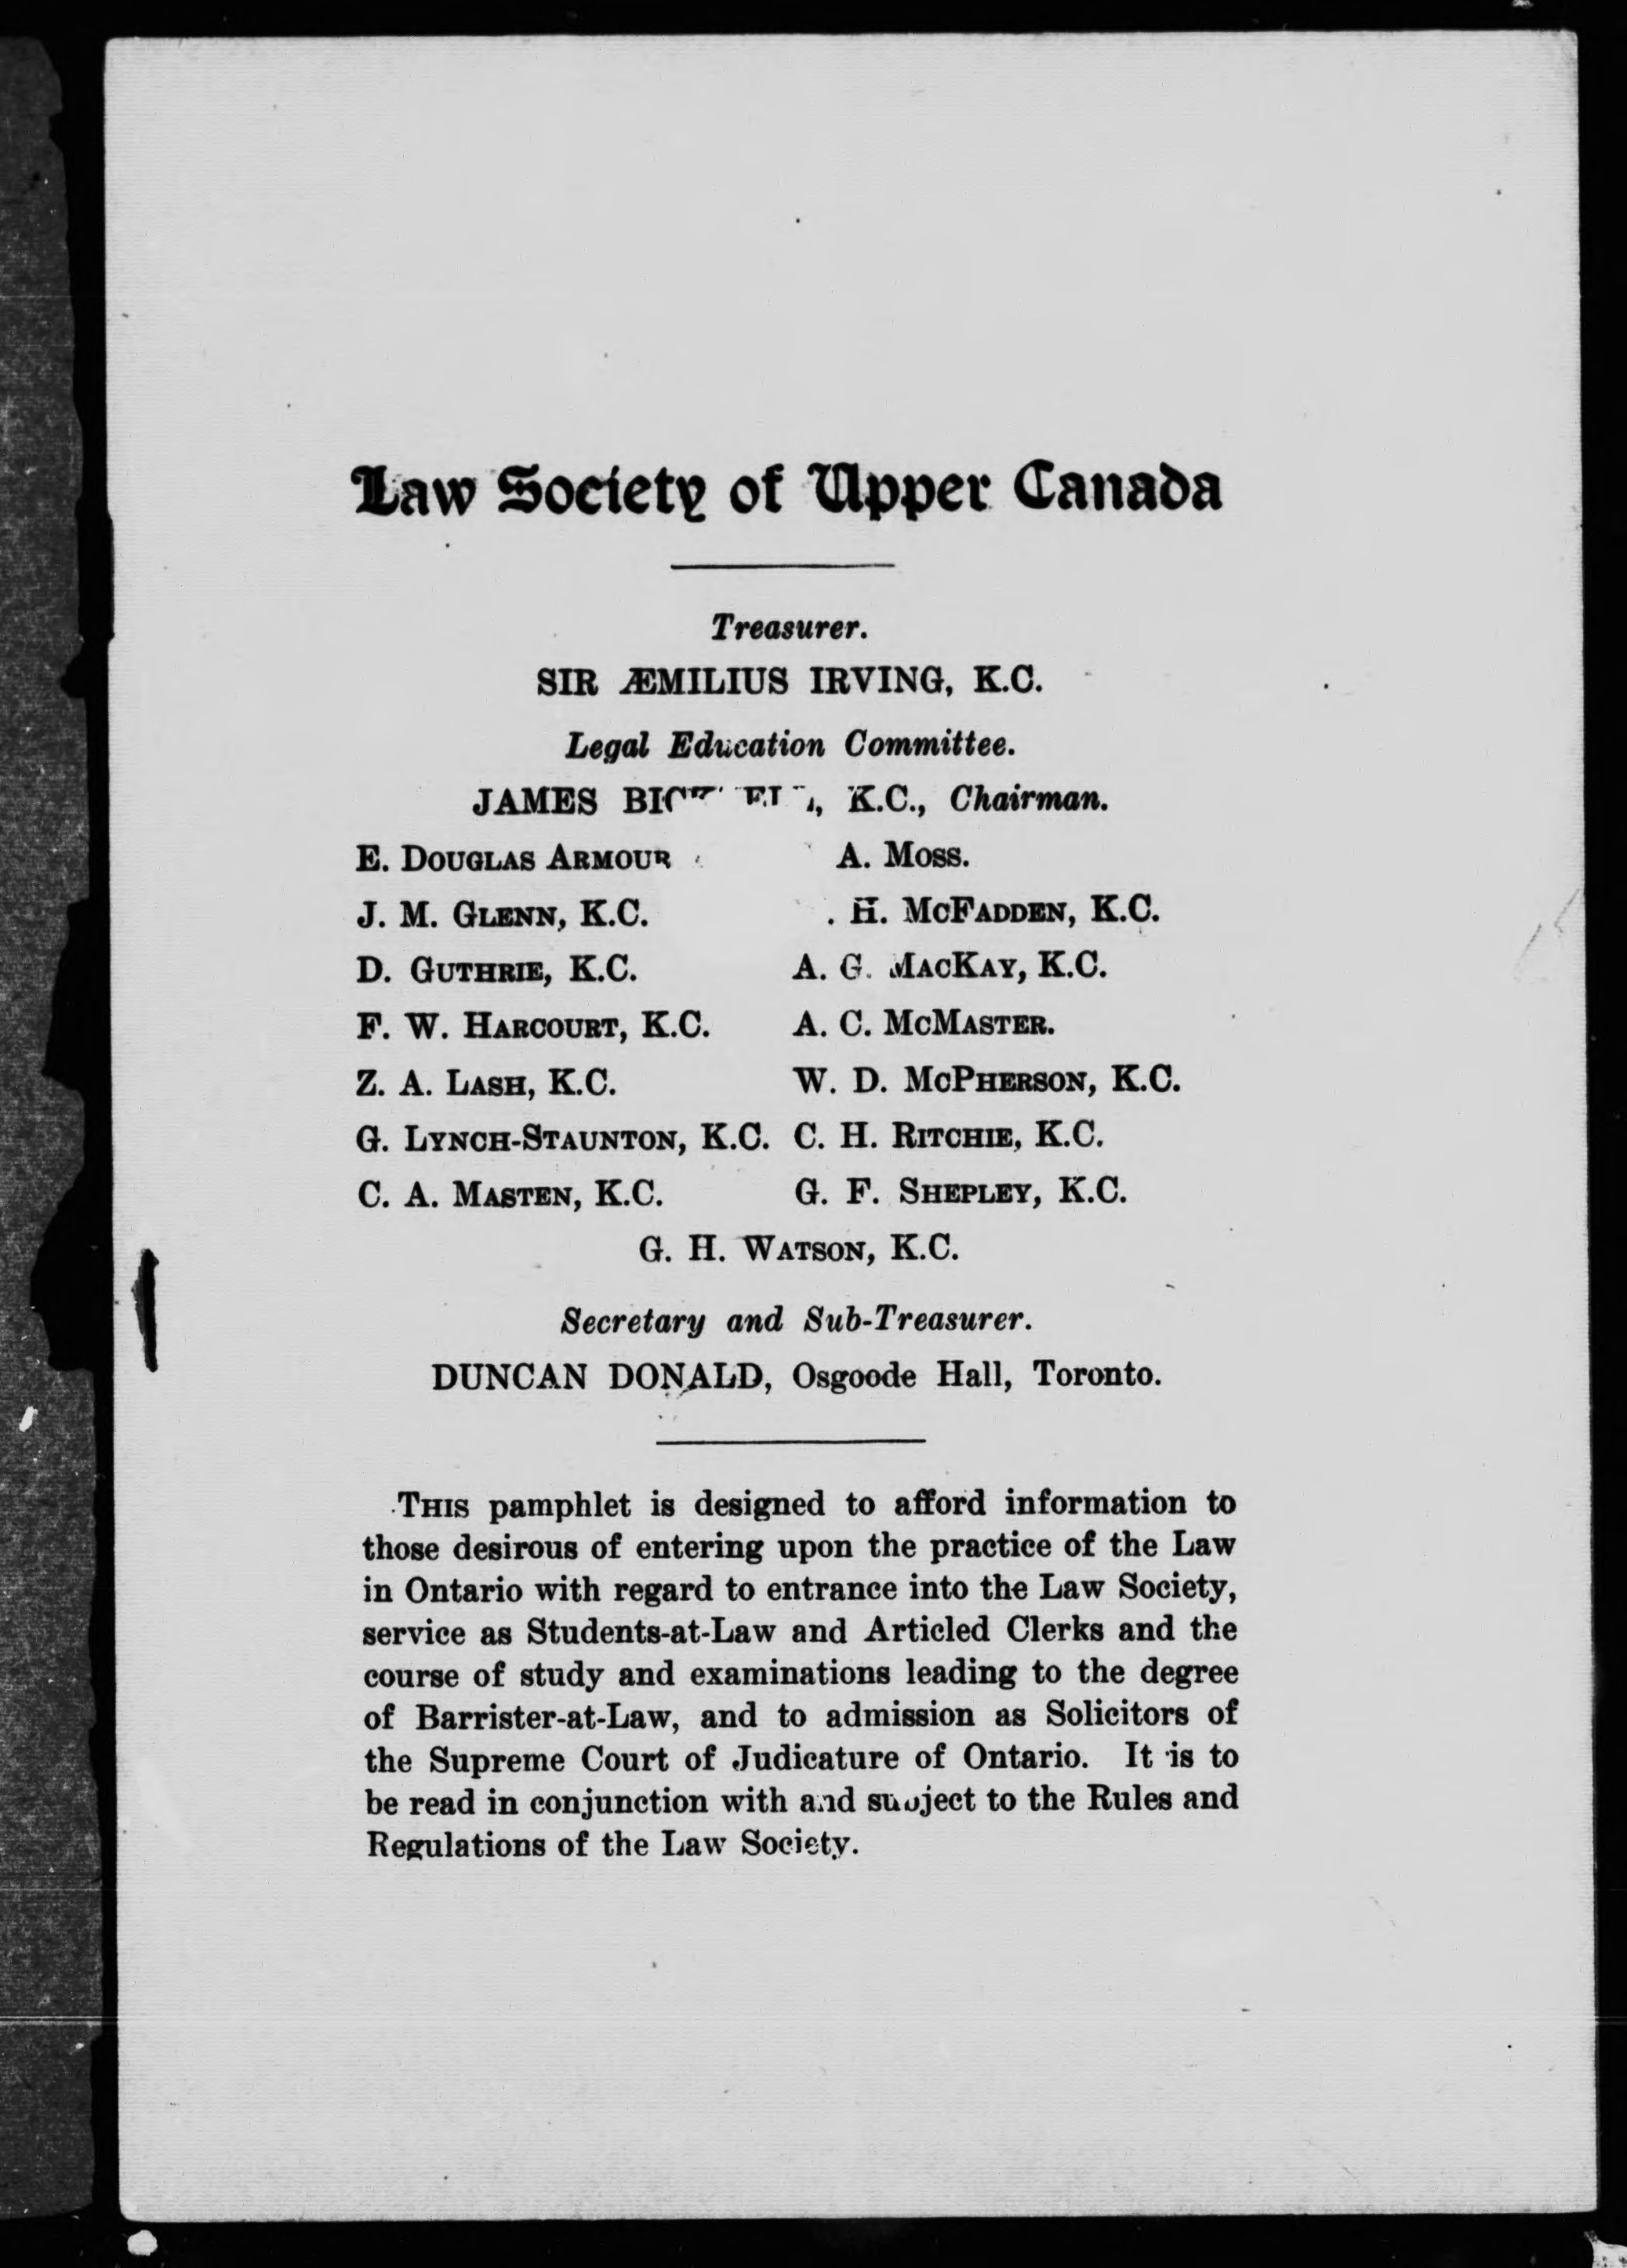 Law Society of Upper Canada
Treasurer.
SIR ÆMILIUS IRVING, K.C.
Legal Education Committee.
JAMES K.C., Chairman.
E. DOUGLAS ARMOUR A. MOSS.
J. M. GLENN, K.C. H. MCFADDEN, K.C.
D. GUTHRIE, K.C. A. G. MACKAY, K.C.
F. W. HARCOURT, K.C. A. C. MCMASTER.
Z. A. LASH, K.C. W. D. MCPHERSON, K.C.
G. LYNCH-STAUNTON, K.C. C. H. RITCHIE, K.C.
C. A. MASTEN, K.C. G. F. SHEPLEY, K.C.
G. H. WATSON, K.C.
Secretary and Sub-Treasurer.
DUNCAN DONALD, Osgoode Hall, Toronto.
THIS pamphlet is designed to afford information to
those desirous of entering upon the practice of the Law
in Ontario with regard to entrance into the Law Society,
service as Students-at-Law and Articled Clerks and the
course of study and examinations leading to the degree
of Barrister-at-Law, and to admission as Solicitors of
the Supreme Court of Judicature of Ontario. It is to
be read in conjunction with and subject to the Rules and
Regulations of the Law Society.